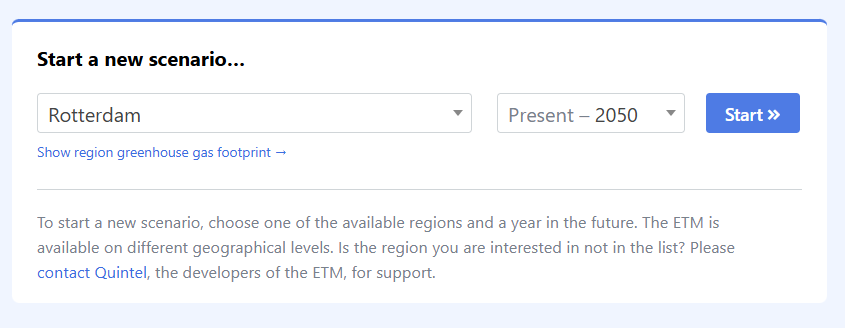 Start a new scenario...
Rotterdam
Present – 2050
Start »
Show region greenhouse gas footprint →
To start a new scenario, choose one of the available regions and a year in the future. The ETM is
available on different geographical levels. Is the region you are interested in not in the list? Please
contact Quintel, the developers of the ETM, for support.